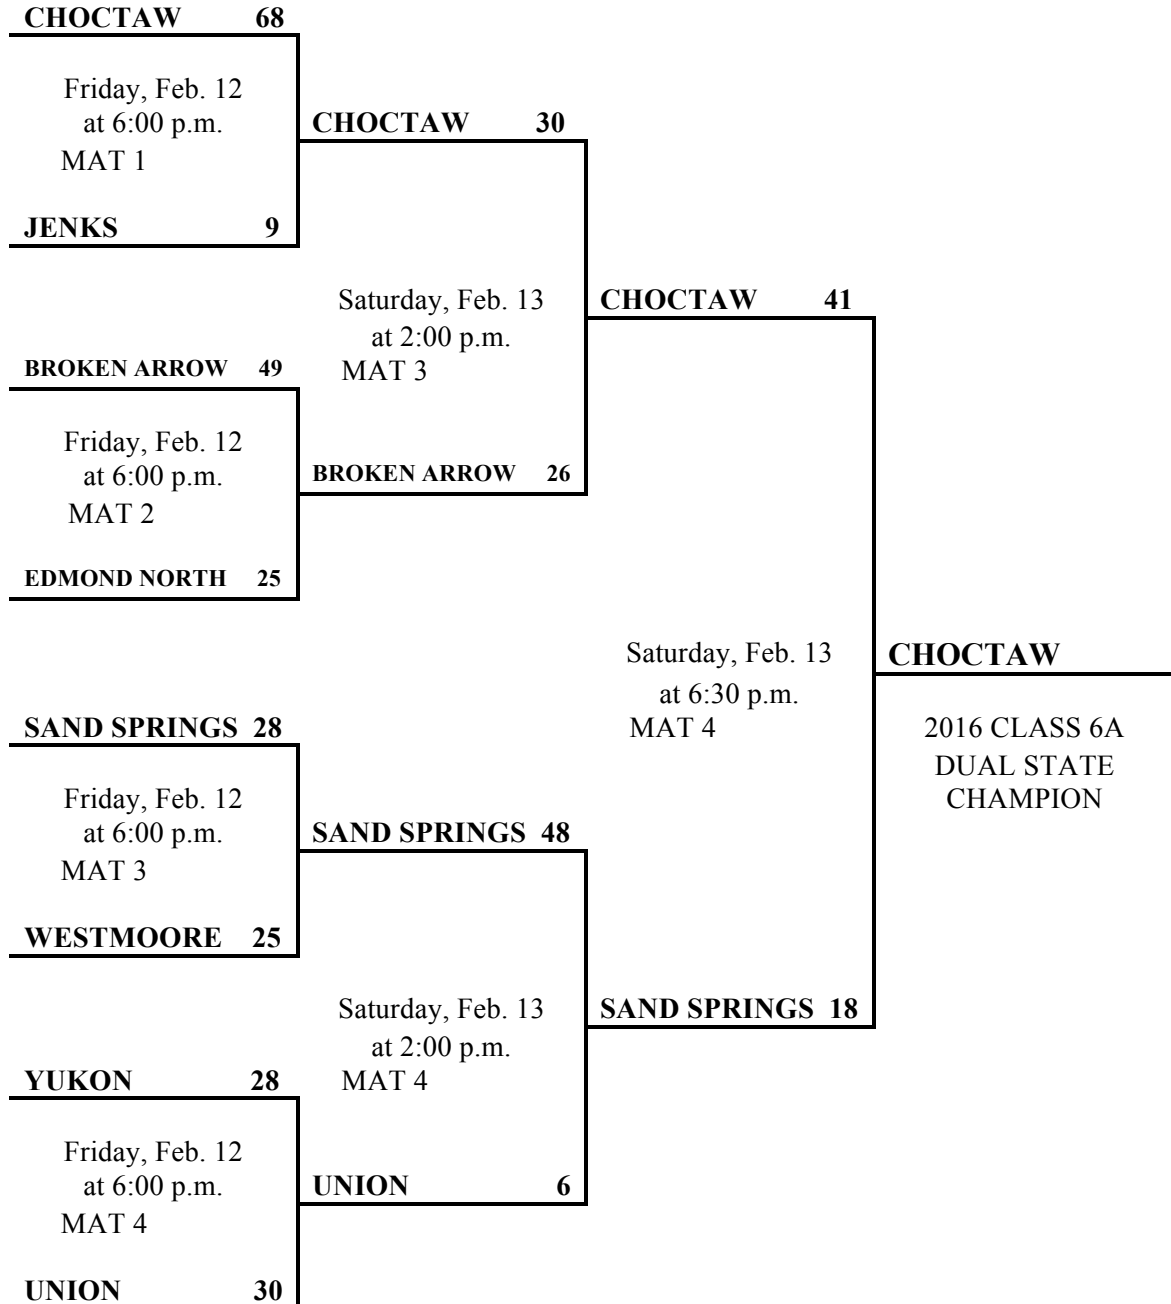 CHOCTAW 68
Friday, Feb. 12
at 6:00 p.m.
MAT 1
JENKS 9
CHOCTAW 30
BROKEN ARROW 49
Friday, Feb. 12
at 6:00 p.m.
MAT 2
EDMOND NORTH 25
Saturday, Feb. 13
at 2:00 p.m.
MAT 3
BROKEN ARROW 26
CHOCTAW 41
SAND SPRINGS 28
Friday, Feb. 12
at 6:00 p.m.
MAT 3
WESTMOORE 25
SAND SPRINGS 48
YUKON 28
Friday, Feb. 12
at 6:00 p.m.
MAT 4
UNION 30
Saturday, Feb. 13
at 2:00 p.m.
MAT 4
UNION 6
SAND SPRINGS 18
Saturday, Feb. 13
at 6:30 p.m.
MAT 4
CHOCTAW
2016 CLASS 6A
DUAL STATE
CHAMPION